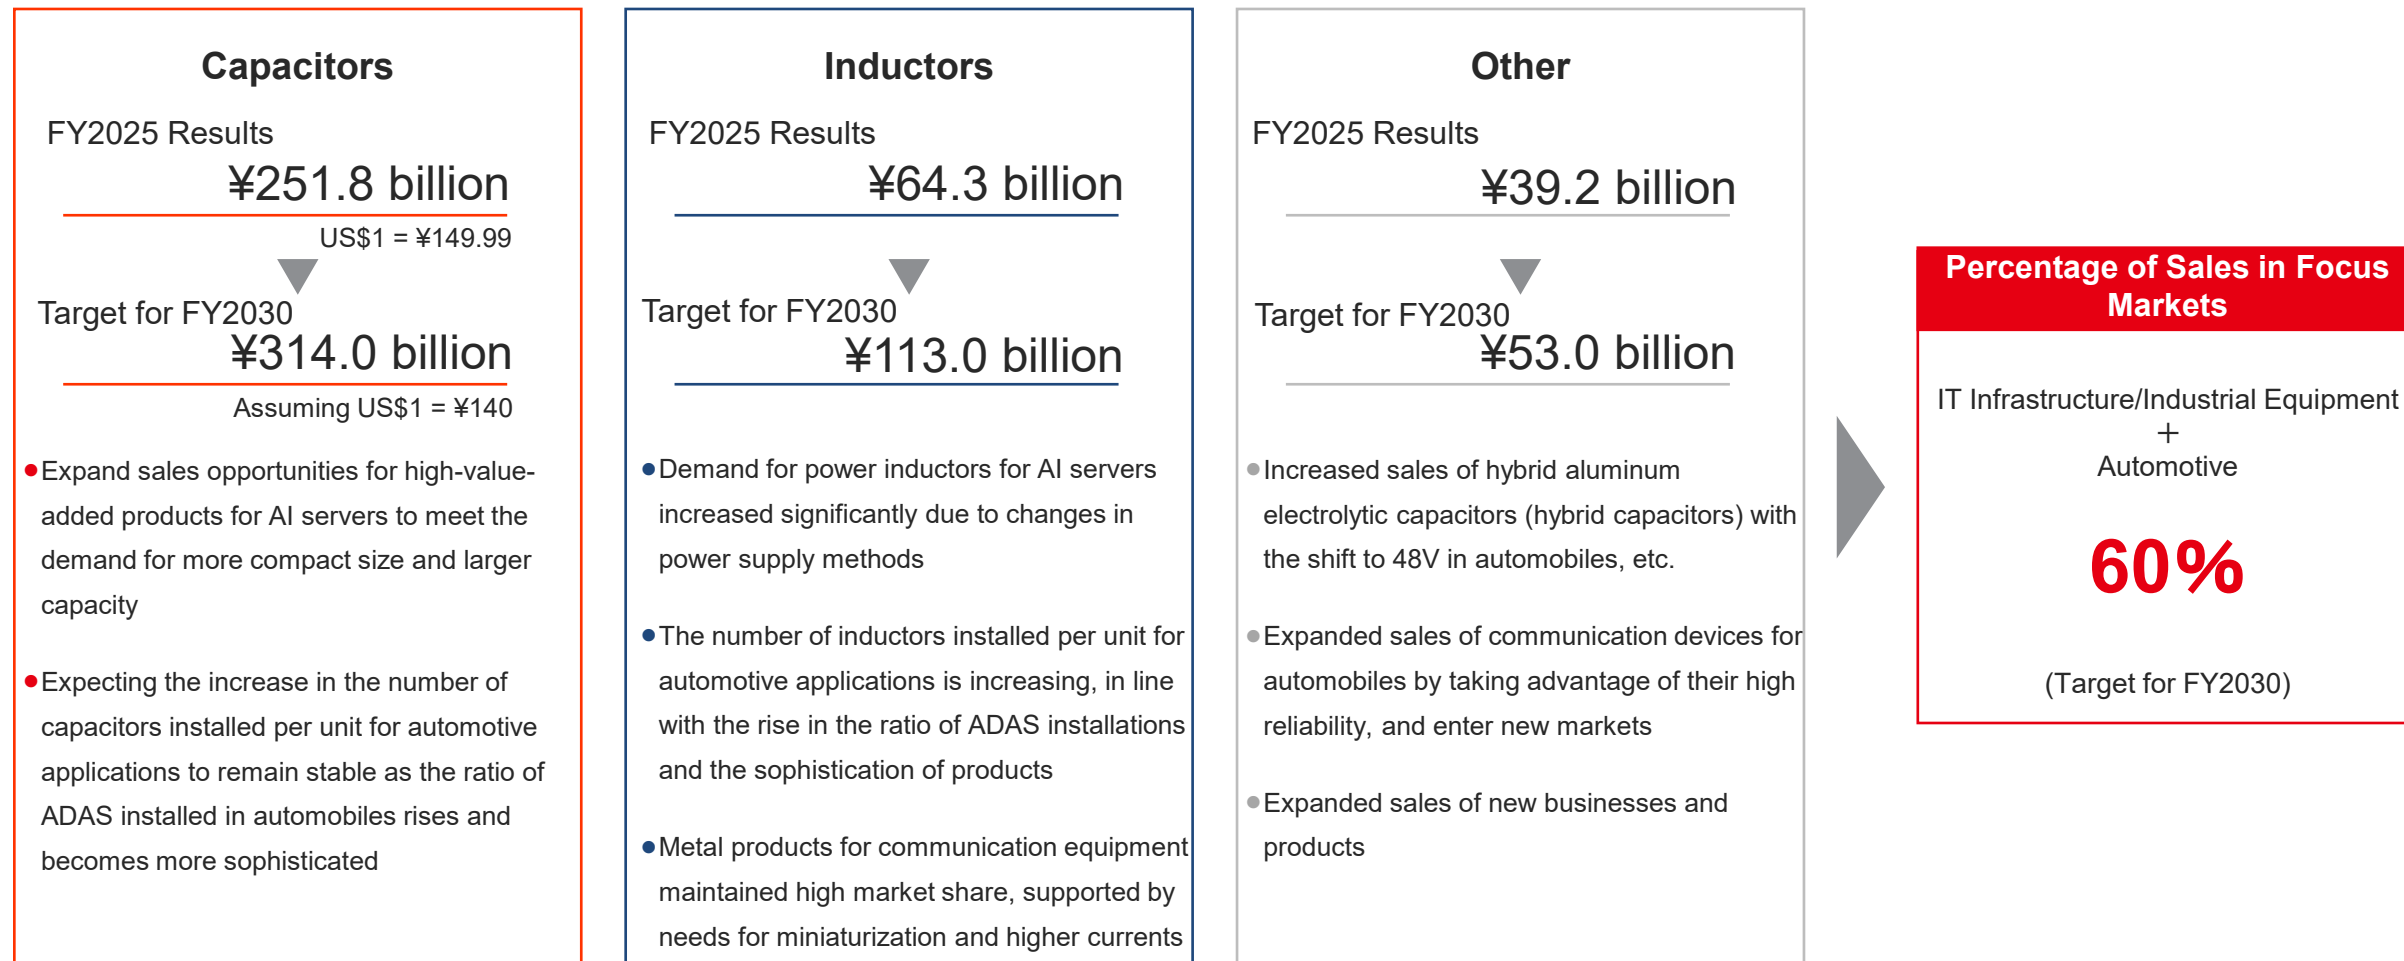 Capacitors
FY2025 Results
¥251.8 billion
US$1 = ¥149.99
Target for FY2030
¥314.0 billion
Assuming US$1 = ¥140
●Expand sales opportunities for high-value-
added products for AI servers to meet the
demand for more compact size and larger
capacity
●Expecting the increase in the number of
capacitors installed per unit for automotive
applications to remain stable as the ratio of
ADAS installed in automobiles rises and
becomes more sophisticated
Inductors
FY2025 Results
¥64.3 billion
Target for FY2030
¥113.0 billion
●Demand for power inductors for AI servers
increased significantly due to changes in
power supply methods
●The number of inductors installed per unit for
automotive applications is increasing, in line
with the rise in the ratio of ADAS installations
and the sophistication of products
●Metal products for communication equipment
maintained high market share, supported by
needs for miniaturization and higher currents
Other
FY2025 Results
¥39.2 billion
Target for FY2030
¥53.0 billion
●Increased sales of hybrid aluminum
electrolytic capacitors (hybrid capacitors) with
the shift to 48V in automobiles, etc.
●Expanded sales of communication devices for
automobiles by taking advantage of their high
reliability, and enter new markets
●Expanded sales of new businesses and
products
Percentage of Sales in Focus
Markets
IT Infrastructure/Industrial Equipment
+
Automotive
60%
(Target for FY2030)